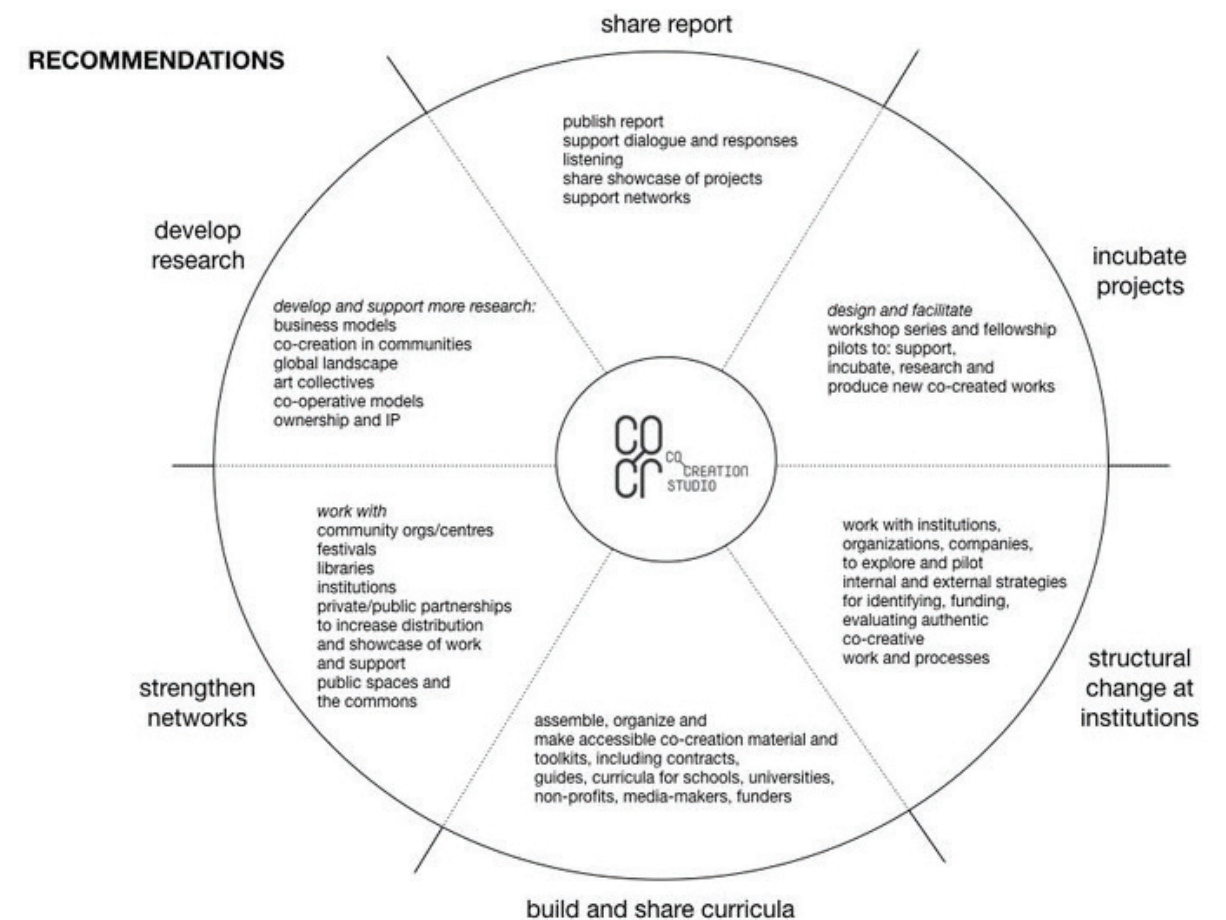 RECOMMENDATIONS
share report
publish report
support dialogue and responses
listening
share showcase of projects
support networks
incubate
projects
design and facilitate
workshop series and fellowship
pilots to: support,
incubate, research and
produce new co-created works
structural
change at
institutions
work with institutions,
organizations, companies,
to explore and pilot
internal and external strategies
for identifying, funding,
evaluating authentic
co-creative
work and processes
build and share curricula
assemble, organize and
make accessible co-creation material and
toolkits, including contracts,
guides, curricula for schools, universities,
non-profits, media-makers, funders
strengthen
networks
work with
community orgs/centres
festivals
libraries
institutions
private/public partnerships
to increase distribution
and showcase of work
and support
public spaces and
the commons
develop
research
develop and support more research:
business models
co-creation in communities
global landscape
art collectives
co-operative models
ownership and IP
CO
Cr
CO
CREATION
STUDIO